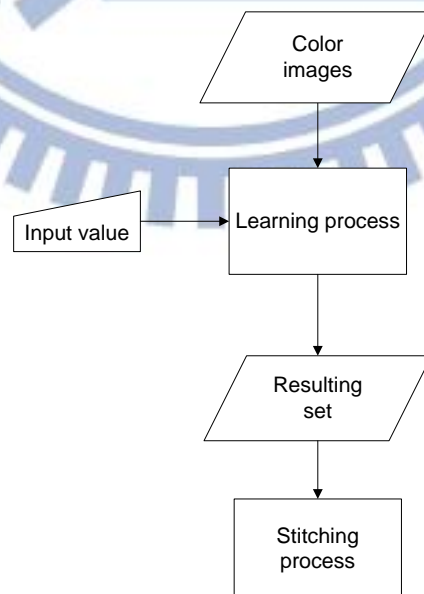 Color
images
Input value
Learning process
Resulting
set
Stitching
process